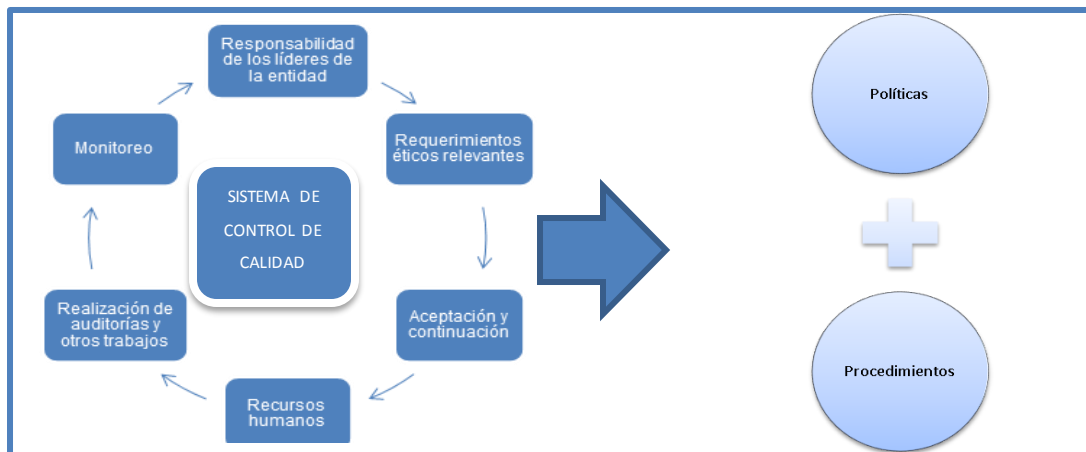 Responsabilidad
de los líderes de
la entidad
Requerimientos
éticos relevantes
Aceptación y
continuación
Recursos
humanos
Realización de
auditorías y
otros trabajos
Monitoreo
SISTEMA DE
CONTROL DE
CALIDAD
Políticas
Procedimientos